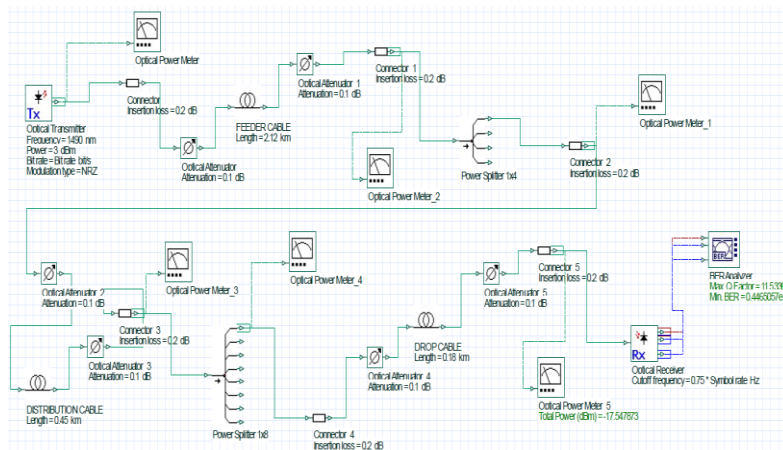 Optical Power Meter
Tx
Optical Transmitter
Frequency = 1490 nm
Power = 3 dBm
Bit rate = Bit rate bit/s
Modulation type = NRZ
Connector
Insertion loss = 0.2 dB
Optical Attenuator
Attenuation = 0.1 dB
FEEDER CABLE
Length = 2.12 km
Optical Attenuator 1
Attenuation = 0.1 dB
Connector 1
Insertion loss = 0.2 dB
Optical Power Meter_2
Power Splitter 1x4
Connector 2
Insertion loss = 0.2 dB
Optical Power Meter_1
Optical Attenuator 2
Attenuation = 0.1 dB
Connector 3
Insertion loss = 0.2 dB
Optical Power Meter_3
Optical Attenuator 3
Attenuation = 0.1 dB
DISTRIBUTION CABLE
Length = 0.45 km
Optical Power Meter_4
Power Splitter 1x8
Connector 4
Insertion loss = 0.2 dB
Optical Attenuator 4
Attenuation = 0.1 dB
DROP CABLE
Length = 0.18 km
Optical Attenuator 5
Attenuation = 0.1 dB
Connector 5
Insertion loss = 0.2 dB
Optical Power Meter 5
Total Power (dBm) = -17.547873
Rx
Optical Receiver
Cutoff frequency = 0.75 * Symbol rate Hz
BER
BER Analyzer
Max. Q Factor = 11.5336
Min. BER = 0.4465057e